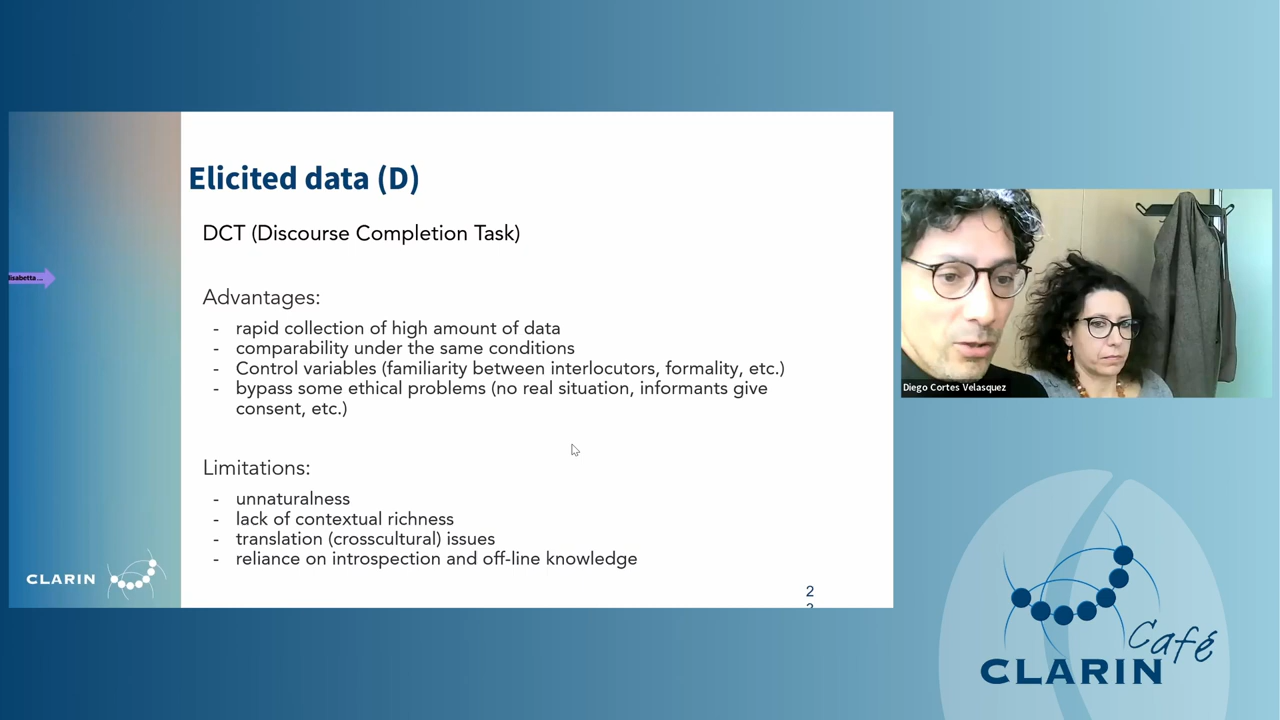 Elicited data (D)
DCT (Discourse Completion Task)
isabetta ...
Advantages:
- rapid collection of high amount of data
- comparability under the same conditions
- Control variables (familiarity between interlocutors, formality, etc.)
- bypass some ethical problems (no real situation, informants give
consent, etc.)
Limitations:
- unnaturalness
- lack of contextual richness
- translation (crosscultural) issues
- reliance on introspection and off-line knowledge
CLARIN
2
Diego Cortes Velasquez
Café
CLARIN